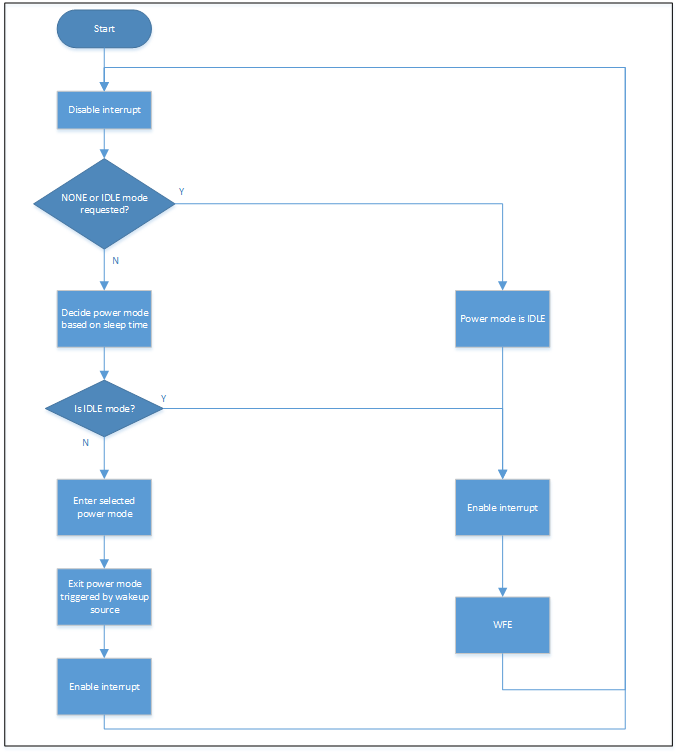 Start
Disable interrupt
NONE or IDLE mode
requested?
Y
N
Decide power mode
based on sleep time
Power mode is IDLE
Is IDLE mode?
Y
N
Enter selected
power mode
Enable interrupt
Exit power mode
triggered by wakeup
source
WFE
Enable interrupt